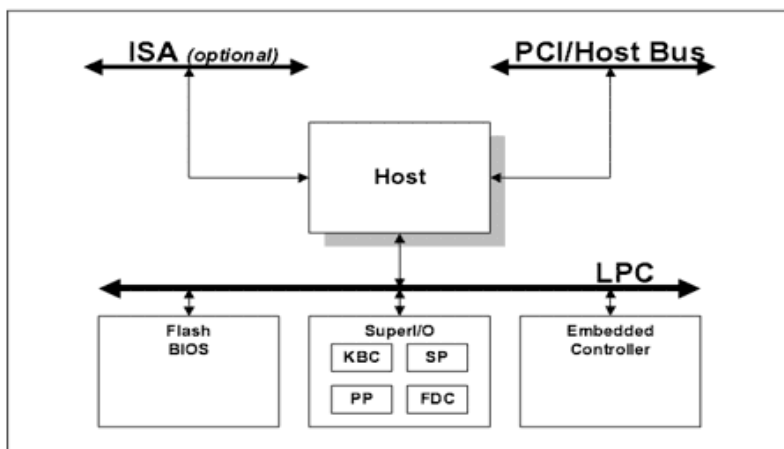 ISA (optional)
PCI/Host Bus
Host
LPC
Flash
BIOS
SuperI/O
KBC
SP
PP
FDC
Embedded
Controller